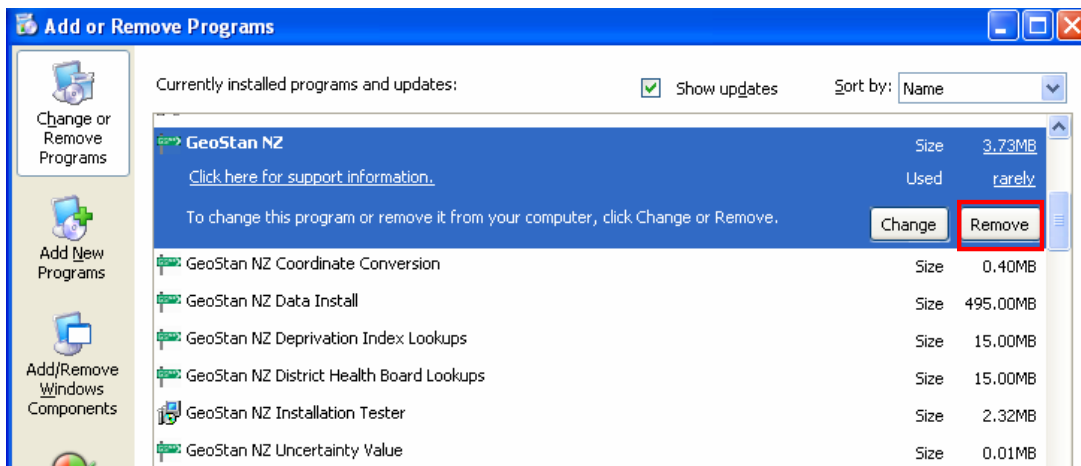 Add or Remove Programs
Currently installed programs and updates:
Show updates
Sort by: Name
Change or
Remove
Programs
Add New
Programs
Add/Remove
Windows
Components
GeoStan NZ
Size 3.73MB
Click here for support information.
Used rarely
To change this program or remove it from your computer, click Change or Remove.
Change Remove
GeoStan NZ Coordinate Conversion Size 0.40MB
GeoStan NZ Data Install Size 495.00MB
GeoStan NZ Deprivation Index Lookups Size 15.00MB
GeoStan NZ District Health Board Lookups Size 15.00MB
GeoStan NZ Installation Tester Size 2.32MB
GeoStan NZ Uncertainty Value Size 0.01MB